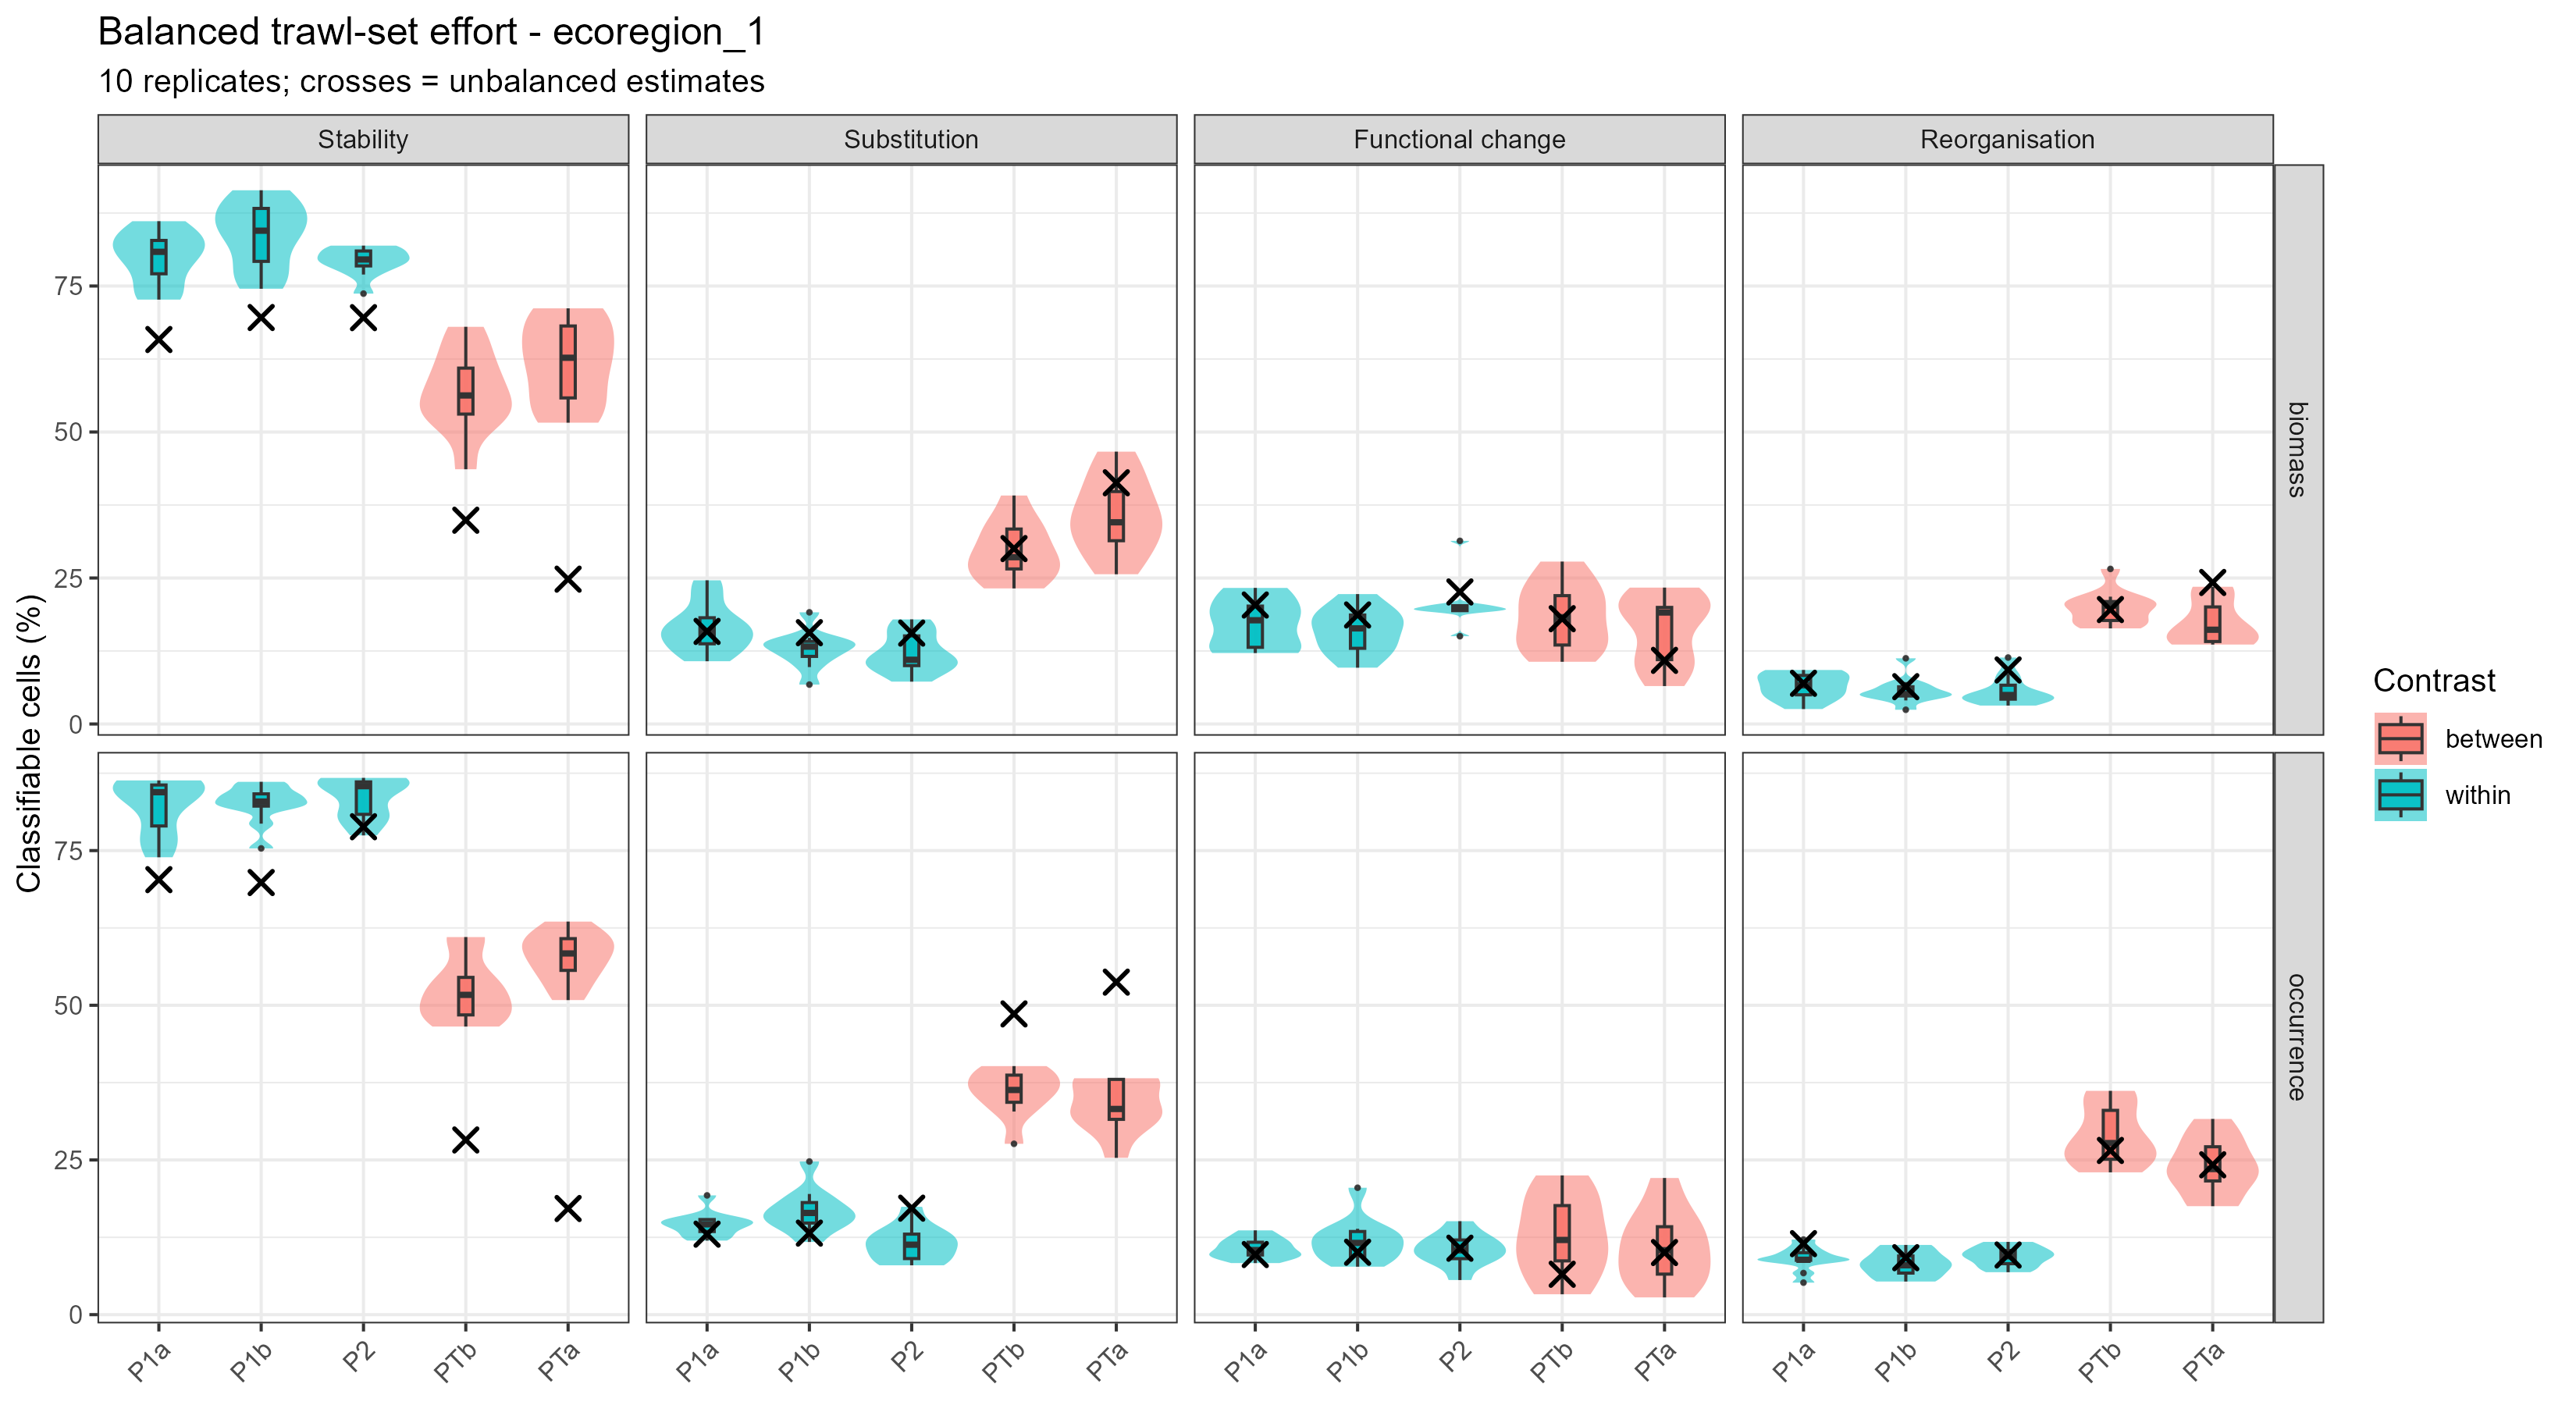 Balanced trawl-set effort - ecoregion_1
10 replicates; crosses = unbalanced estimates
Stability
Substitution
Functional change
Reorganisation
Classifiable cells (%)
75
50
25
0
biomass
75
50
25
0
occurrence
P1a
P1b
P2
PTb
PTa
P1a
P1b
P2
PTb
PTa
P1a
P1b
P2
PTb
PTa
P1a
P1b
P2
PTb
PTa
Contrast
between
within